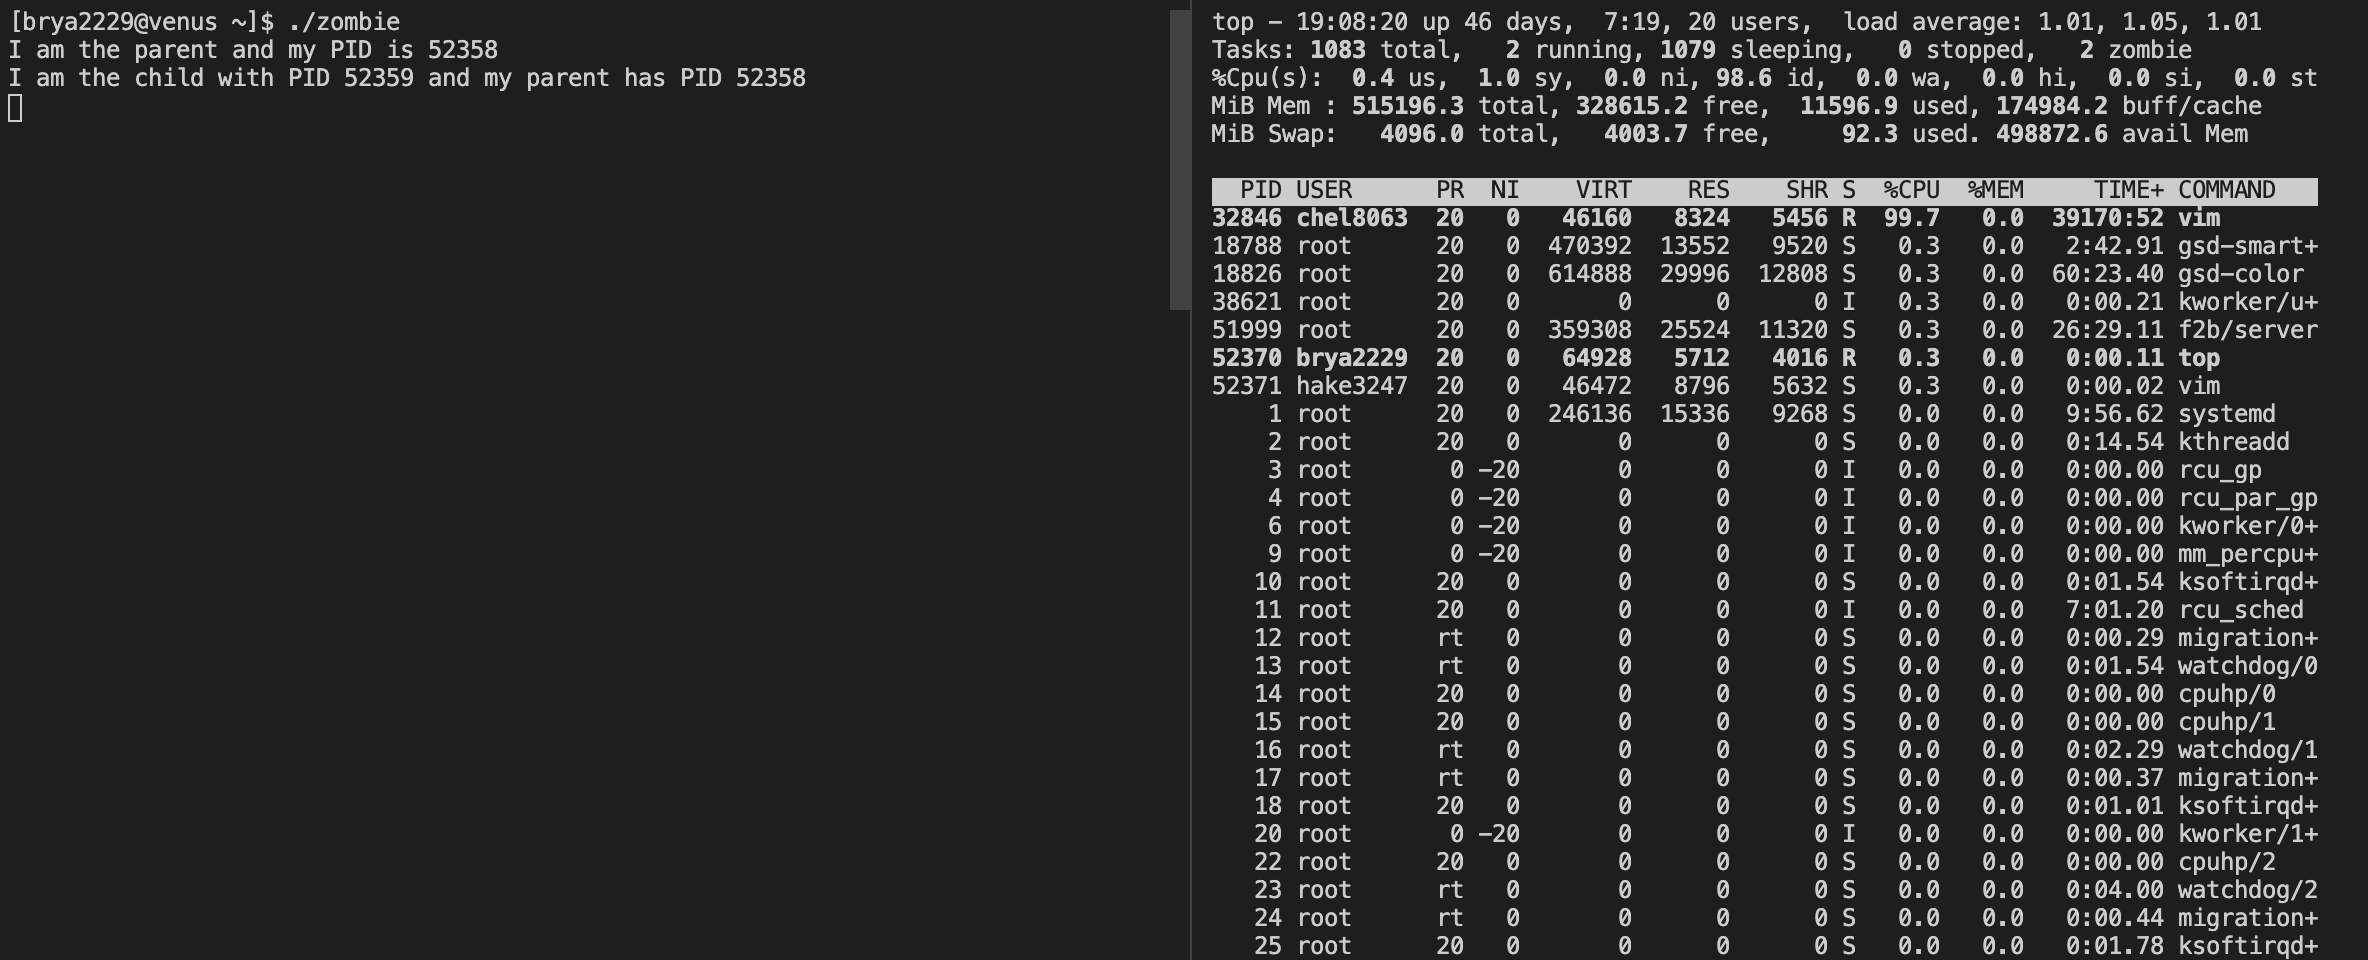 [brya2229@venus ~]$ ./zombie
I am the parent and my PID is 52358
I am the child with PID 52359 and my parent has PID 52358
top - 19:08:20 up 46 days,  7:19, 20 users,  load average: 1.01, 1.05, 1.01
Tasks: 1083 total,   2 running, 1079 sleeping,   0 stopped,   2 zombie
%Cpu(s):  0.4 us,  1.0 sy,  0.0 ni, 98.6 id,  0.0 wa,  0.0 hi,  0.0 si,  0.0 st
MiB Mem : 515196.3 total, 328615.2 free,  11596.9 used, 174984.2 buff/cache
MiB Swap:   4096.0 total,   4003.7 free,     92.3 used. 498872.6 avail Mem
PID USER      PR  NI    VIRT    RES    SHR S  %CPU  %MEM     TIME+ COMMAND
32846 chel8063  20   0   46160   8324   5456 R  99.7   0.0  39170:52 vim
18788 root      20   0  470392  13552   9520 S   0.3   0.0   2:42.91 gsd-smart+
18826 root      20   0  614888  29996  12808 S   0.3   0.0  60:23.40 gsd-color
38621 root      20   0       0      0      0 I   0.3   0.0   0:00.21 kworker/u+
51999 root      20   0  359308  25524  11320 S   0.3   0.0  26:29.11 f2b/server
52370 brya2229  20   0   64928   5712   4016 R   0.3   0.0   0:00.11 top
52371 hake3247  20   0   46472   8796   5632 S   0.3   0.0   0:00.02 vim
1 root      20   0  246136  15336   9268 S   0.0   0.0   9:56.62 systemd
2 root      20   0       0      0      0 S   0.0   0.0   0:14.54 kthreadd
3 root       0 -20       0      0      0 I   0.0   0.0   0:00.00 rcu_gp
4 root       0 -20       0      0      0 I   0.0   0.0   0:00.00 rcu_par_gp
6 root       0 -20       0      0      0 I   0.0   0.0   0:00.00 kworker/0+
9 root       0 -20       0      0      0 I   0.0   0.0   0:00.00 mm_percpu+
10 root      20   0       0      0      0 S   0.0   0.0   0:01.54 ksoftirqd+
11 root      20   0       0      0      0 I   0.0   0.0   7:01.20 rcu_sched
12 root      rt   0       0      0      0 S   0.0   0.0   0:00.29 migration+
13 root      rt   0       0      0      0 S   0.0   0.0   0:01.54 watchdog/0
14 root      20   0       0      0      0 S   0.0   0.0   0:00.00 cpuhp/0
15 root      20   0       0      0      0 S   0.0   0.0   0:00.00 cpuhp/1
16 root      rt   0       0      0      0 S   0.0   0.0   0:02.29 watchdog/1
17 root      rt   0       0      0      0 S   0.0   0.0   0:00.37 migration+
18 root      20   0       0      0      0 S   0.0   0.0   0:01.01 ksoftirqd+
20 root       0 -20       0      0      0 I   0.0   0.0   0:00.00 kworker/1+
22 root      20   0       0      0      0 S   0.0   0.0   0:00.00 cpuhp/2
23 root      rt   0       0      0      0 S   0.0   0.0   0:04.00 watchdog/2
24 root      rt   0       0      0      0 S   0.0   0.0   0:00.44 migration+
25 root      20   0       0      0      0 S   0.0   0.0   0:01.78 ksoftirqd+